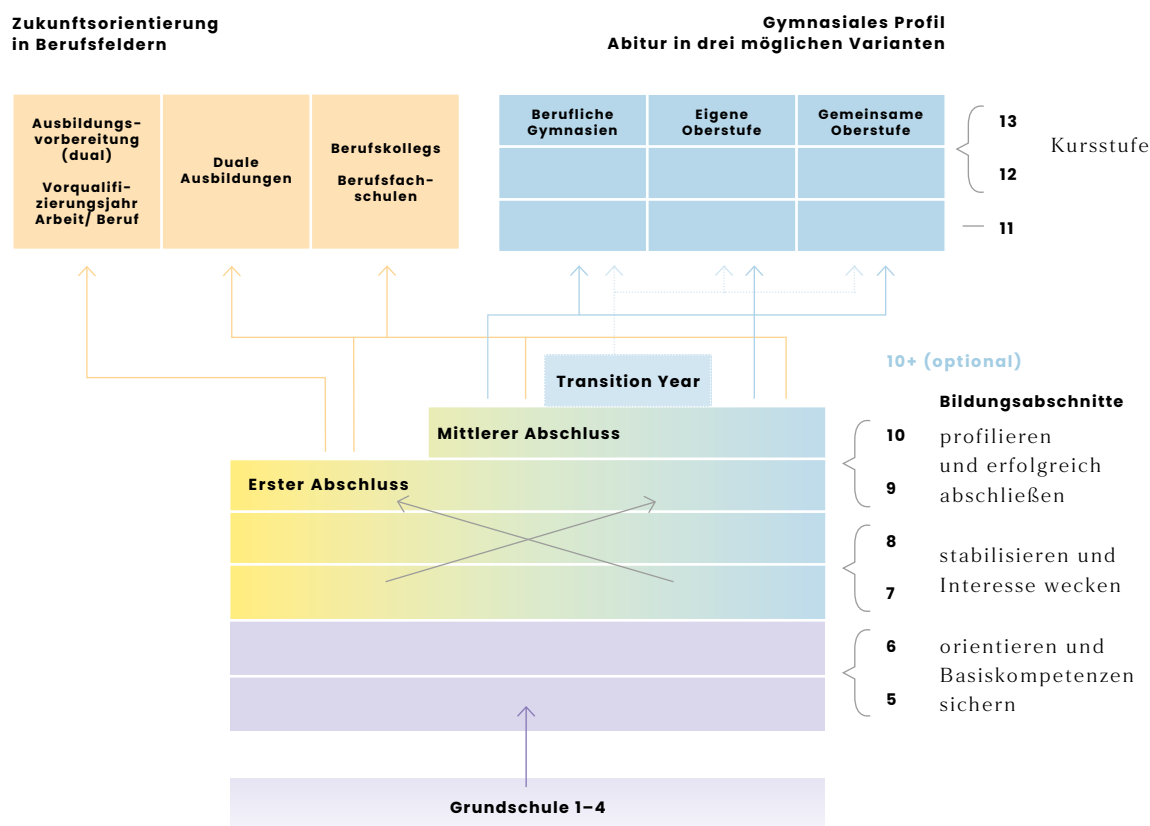 Zukunftsorientierung
in Berufsfeldern
Gymnasiales Profil
Abitur in drei möglichen Varianten
Ausbildungs-
vorbereitung
(dual)
Vorqualifi-
zierungsjahr
Arbeit/ Beruf
Duale
Ausbildungen
Berufskollegs
Berufsfach-
schulen
Berufliche
Gymnasien
Eigene
Oberstufe
Gemeinsame
Oberstufe
13
Kursstufe
12
11
10+ (optional)
Transition Year
Bildungsabschnitte
Mittlerer Abschluss
10
profilieren
und erfolgreich
abschließen
Erster Abschluss
9
8
stabilisieren und
Interesse wecken
7
6
orientieren und
Basiskompetenzen
sichern
5
Grundschule 1–4